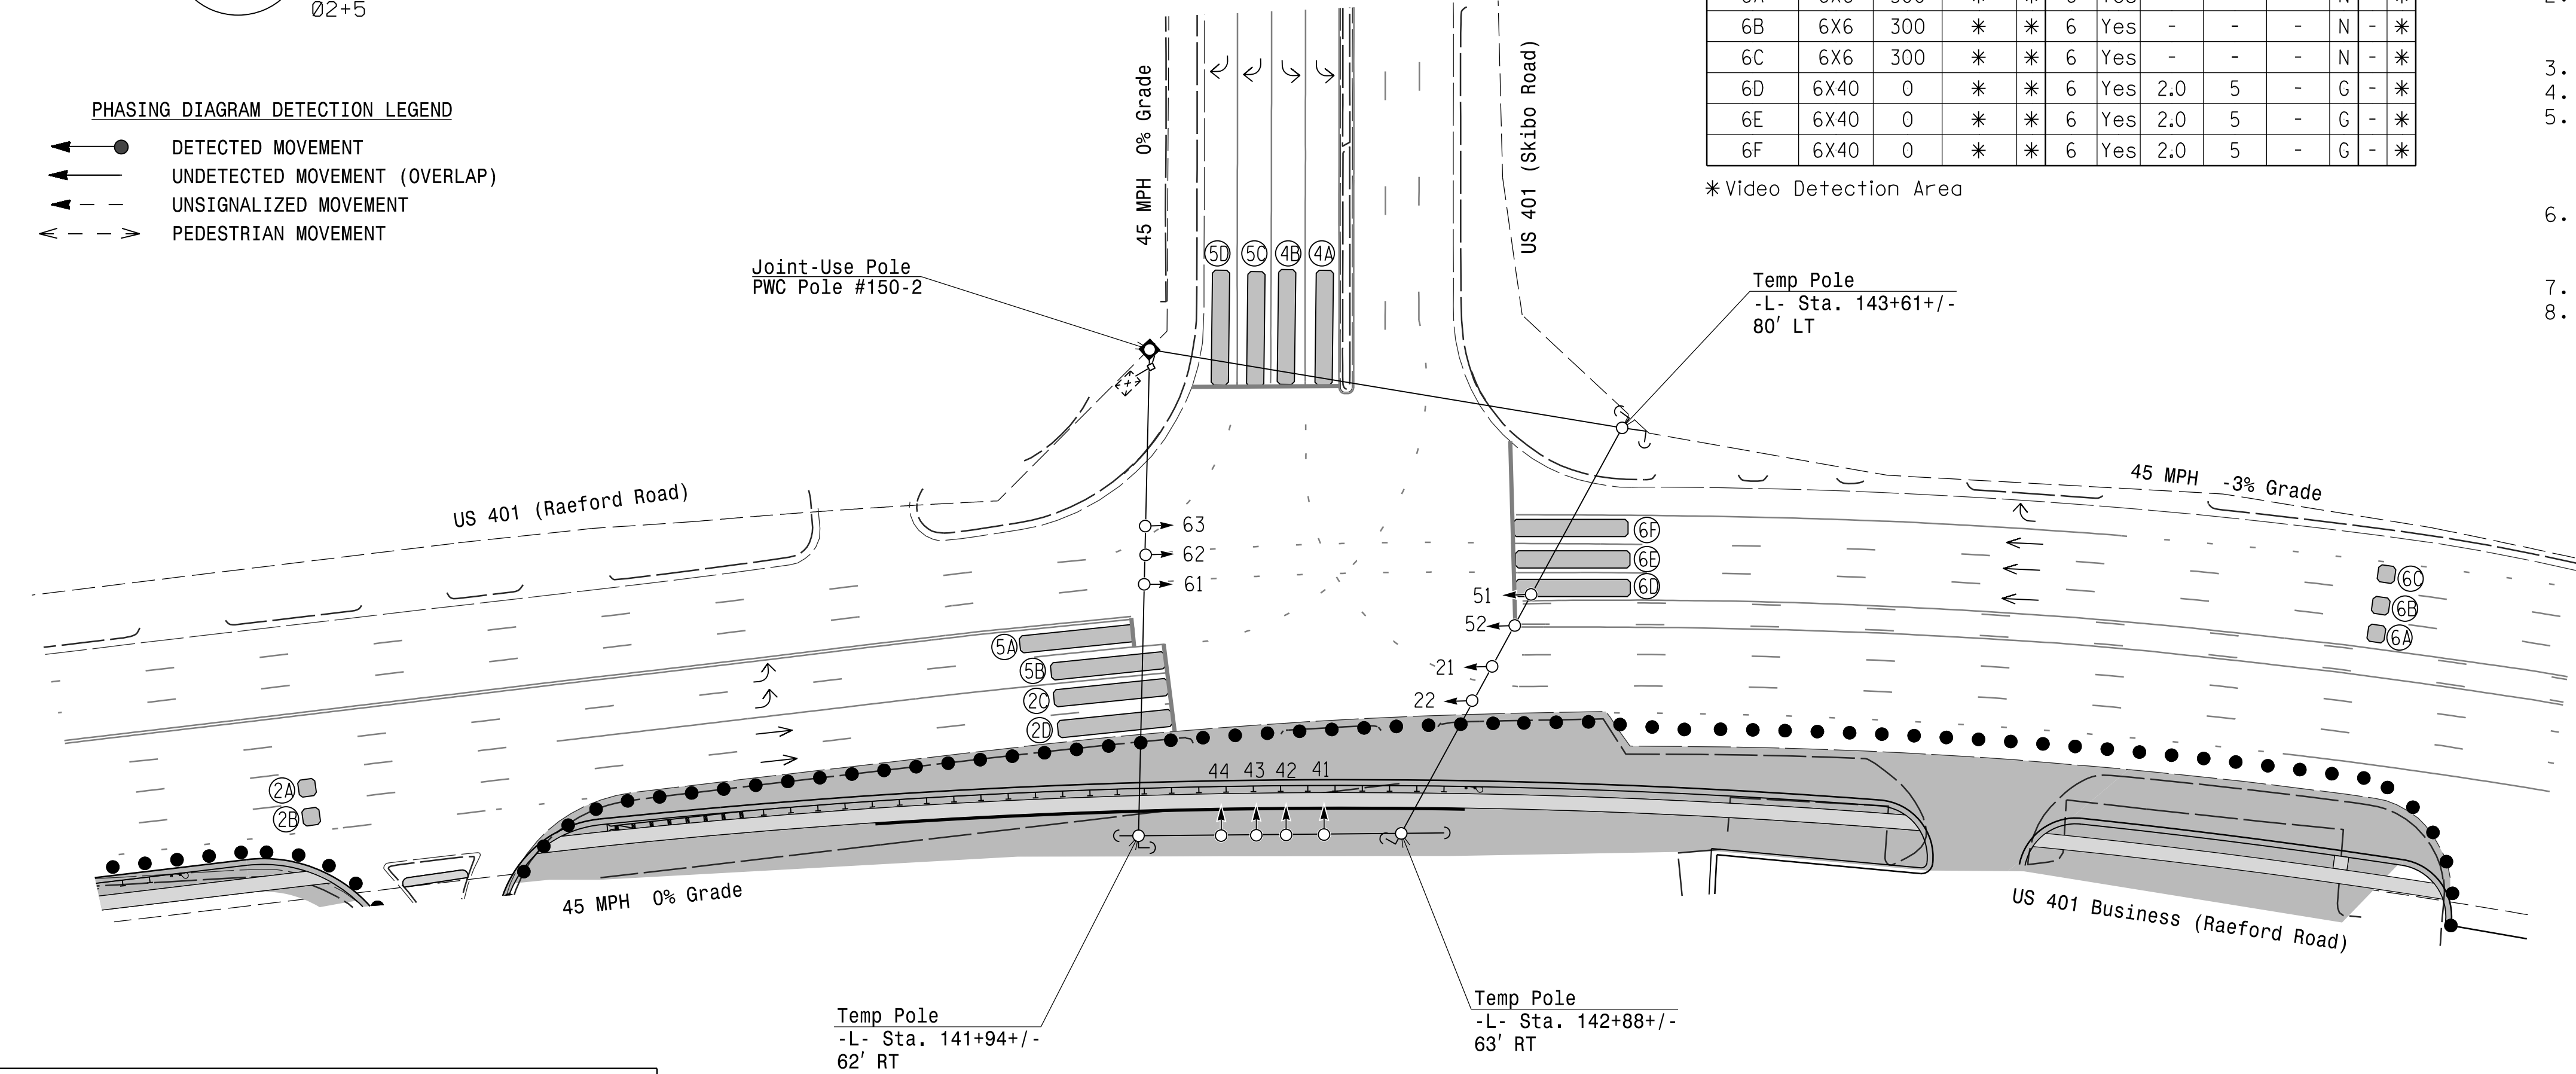 Ø2+5
PHASING DIAGRAM DETECTION LEGEND
DETECTED MOVEMENT
UNDETECTED MOVEMENT (OVERLAP)
UNSIGNALIZED MOVEMENT
PEDESTRIAN MOVEMENT
6B 6X6 300 * * 6 Yes - - - N - *
6C 6X6 300 * * 6 Yes - - - N - *
6D 6X40 0 * * 6 Yes 2.0 5 - G - *
6E 6X40 0 * * 6 Yes 2.0 5 - G - *
6F 6X40 0 * * 6 Yes 2.0 5 - G - *
*Video Detection Area
3.
4.
5.
6.
7.
8.
45 MPH 0% Grade
US 401 (Skibo Road)
5D 5C 4B 4A
Joint-Use Pole
PWC Pole #150-2
Temp Pole
-L- Sta. 143+61+/-
80' LT
US 401 (Raeford Road)
45 MPH -3% Grade
63
62
61
6F
6E
6D
51
52
21
22
6C
6B
6A
5A
5B
2C
2D
2A
2B
44 43 42 41
45 MPH 0% Grade
US 401 Business (Raeford Road)
Temp Pole
-L- Sta. 141+94+/-
62' RT
Temp Pole
-L- Sta. 142+88+/-
63' RT